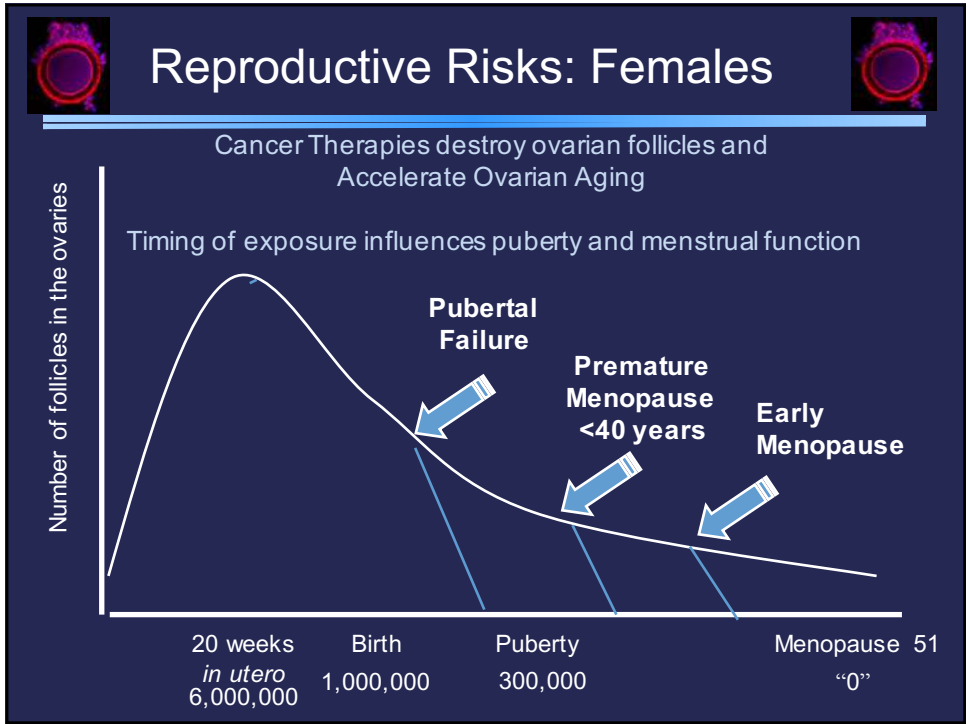 Reproductive Risks: Females
Cancer Therapies destroy ovarian follicles and
Accelerate Ovarian Aging
Timing of exposure influences puberty and menstrual function
Number of follicles in the ovaries
Pubertal
Failure
Premature
Menopause
<40 years
Early
Menopause
20 weeks
in utero
6,000,000
Birth
1,000,000
Puberty
300,000
Menopause 51
“0”